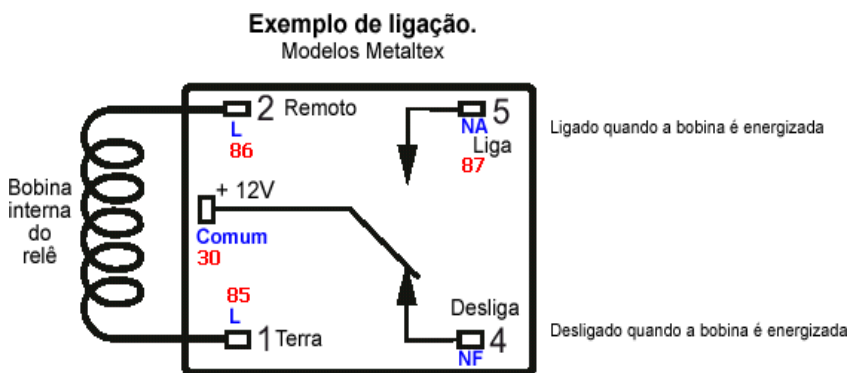 Exemplo de ligação.
Modelos Metaltex
2 Remoto
L
86
5
NA
Liga
87
Ligado quando a bobina é energizada
Bobina
interna
do
relê
+ 12V
Comum
30
85
L
1 Terra
Desliga
4
NF
Desligado quando a bobina é energizada